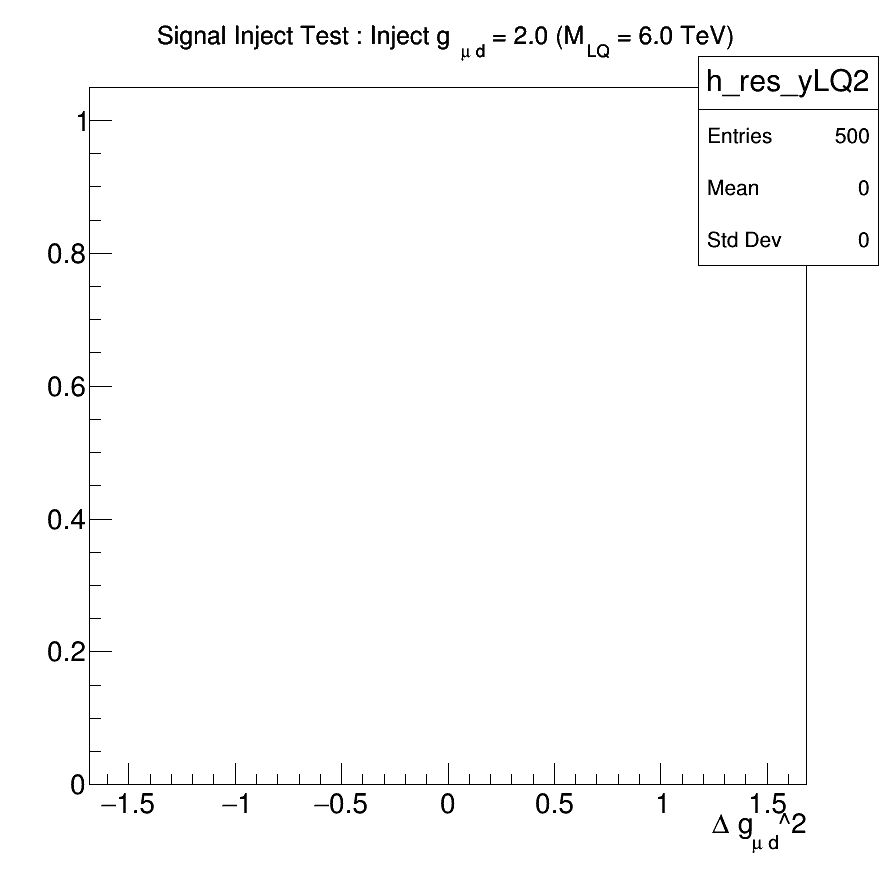 Signal Inject Test : Inject g μ d = 2.0 (M LQ = 6.0 TeV)
h_res_yLQ2
Entries 500
Mean 0
Std Dev 0
1
0.8
0.6
0.4
0.2
0
−1.5 −1 −0.5 0 0.5 1 1.5
Δ g μ d ^2